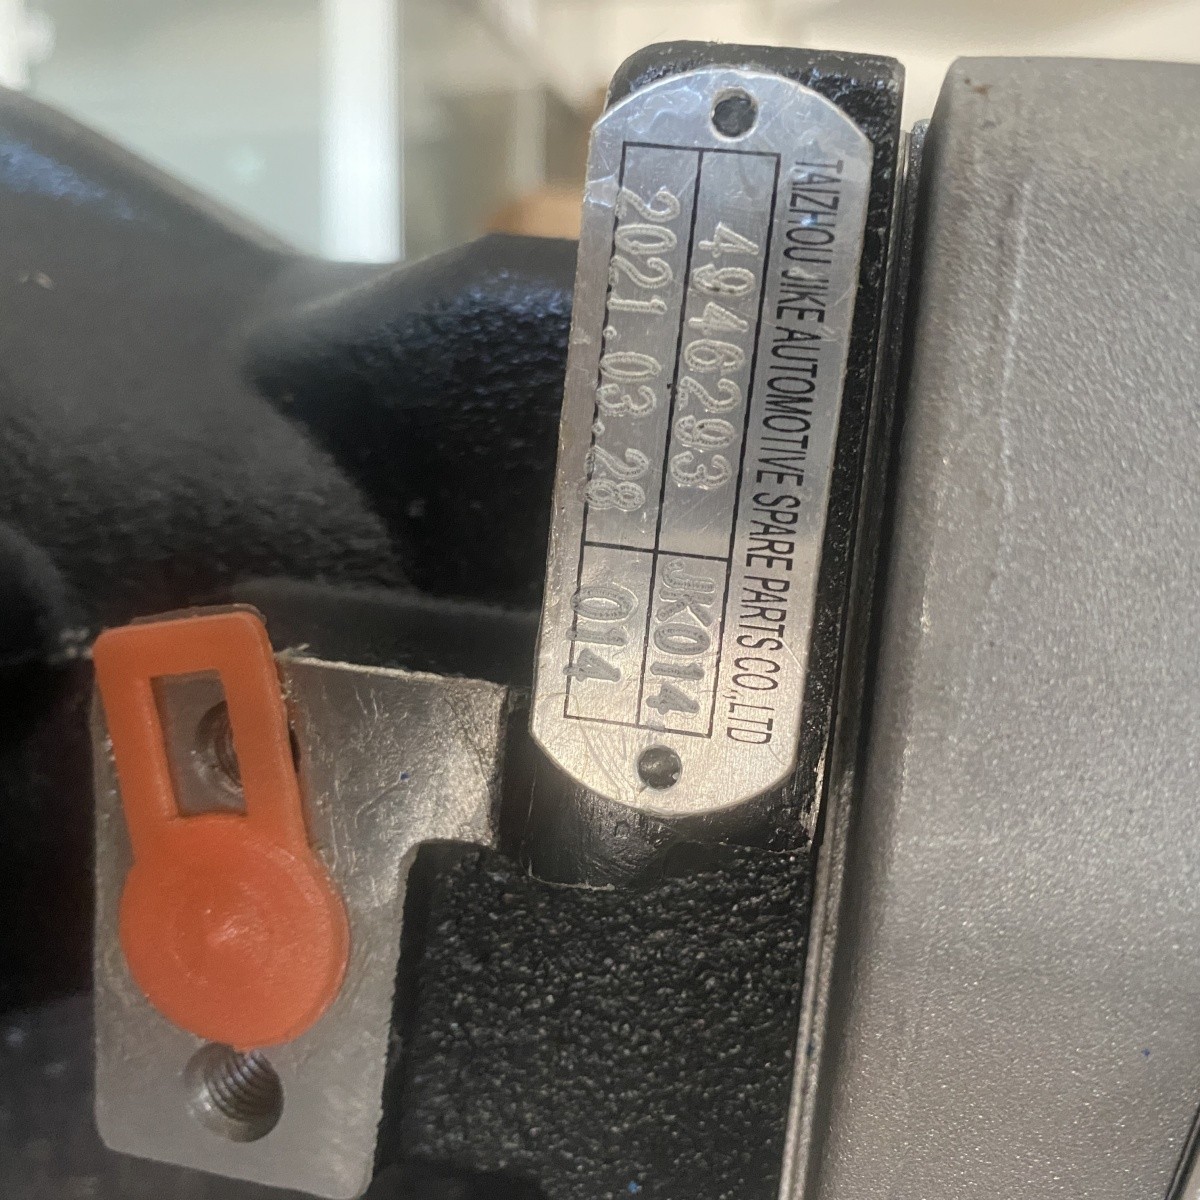 TAIZHOU JIKE AUTOMOTIVE SPARE PARTS CO.,LTD
4946293 JK014
2021.03.28 014